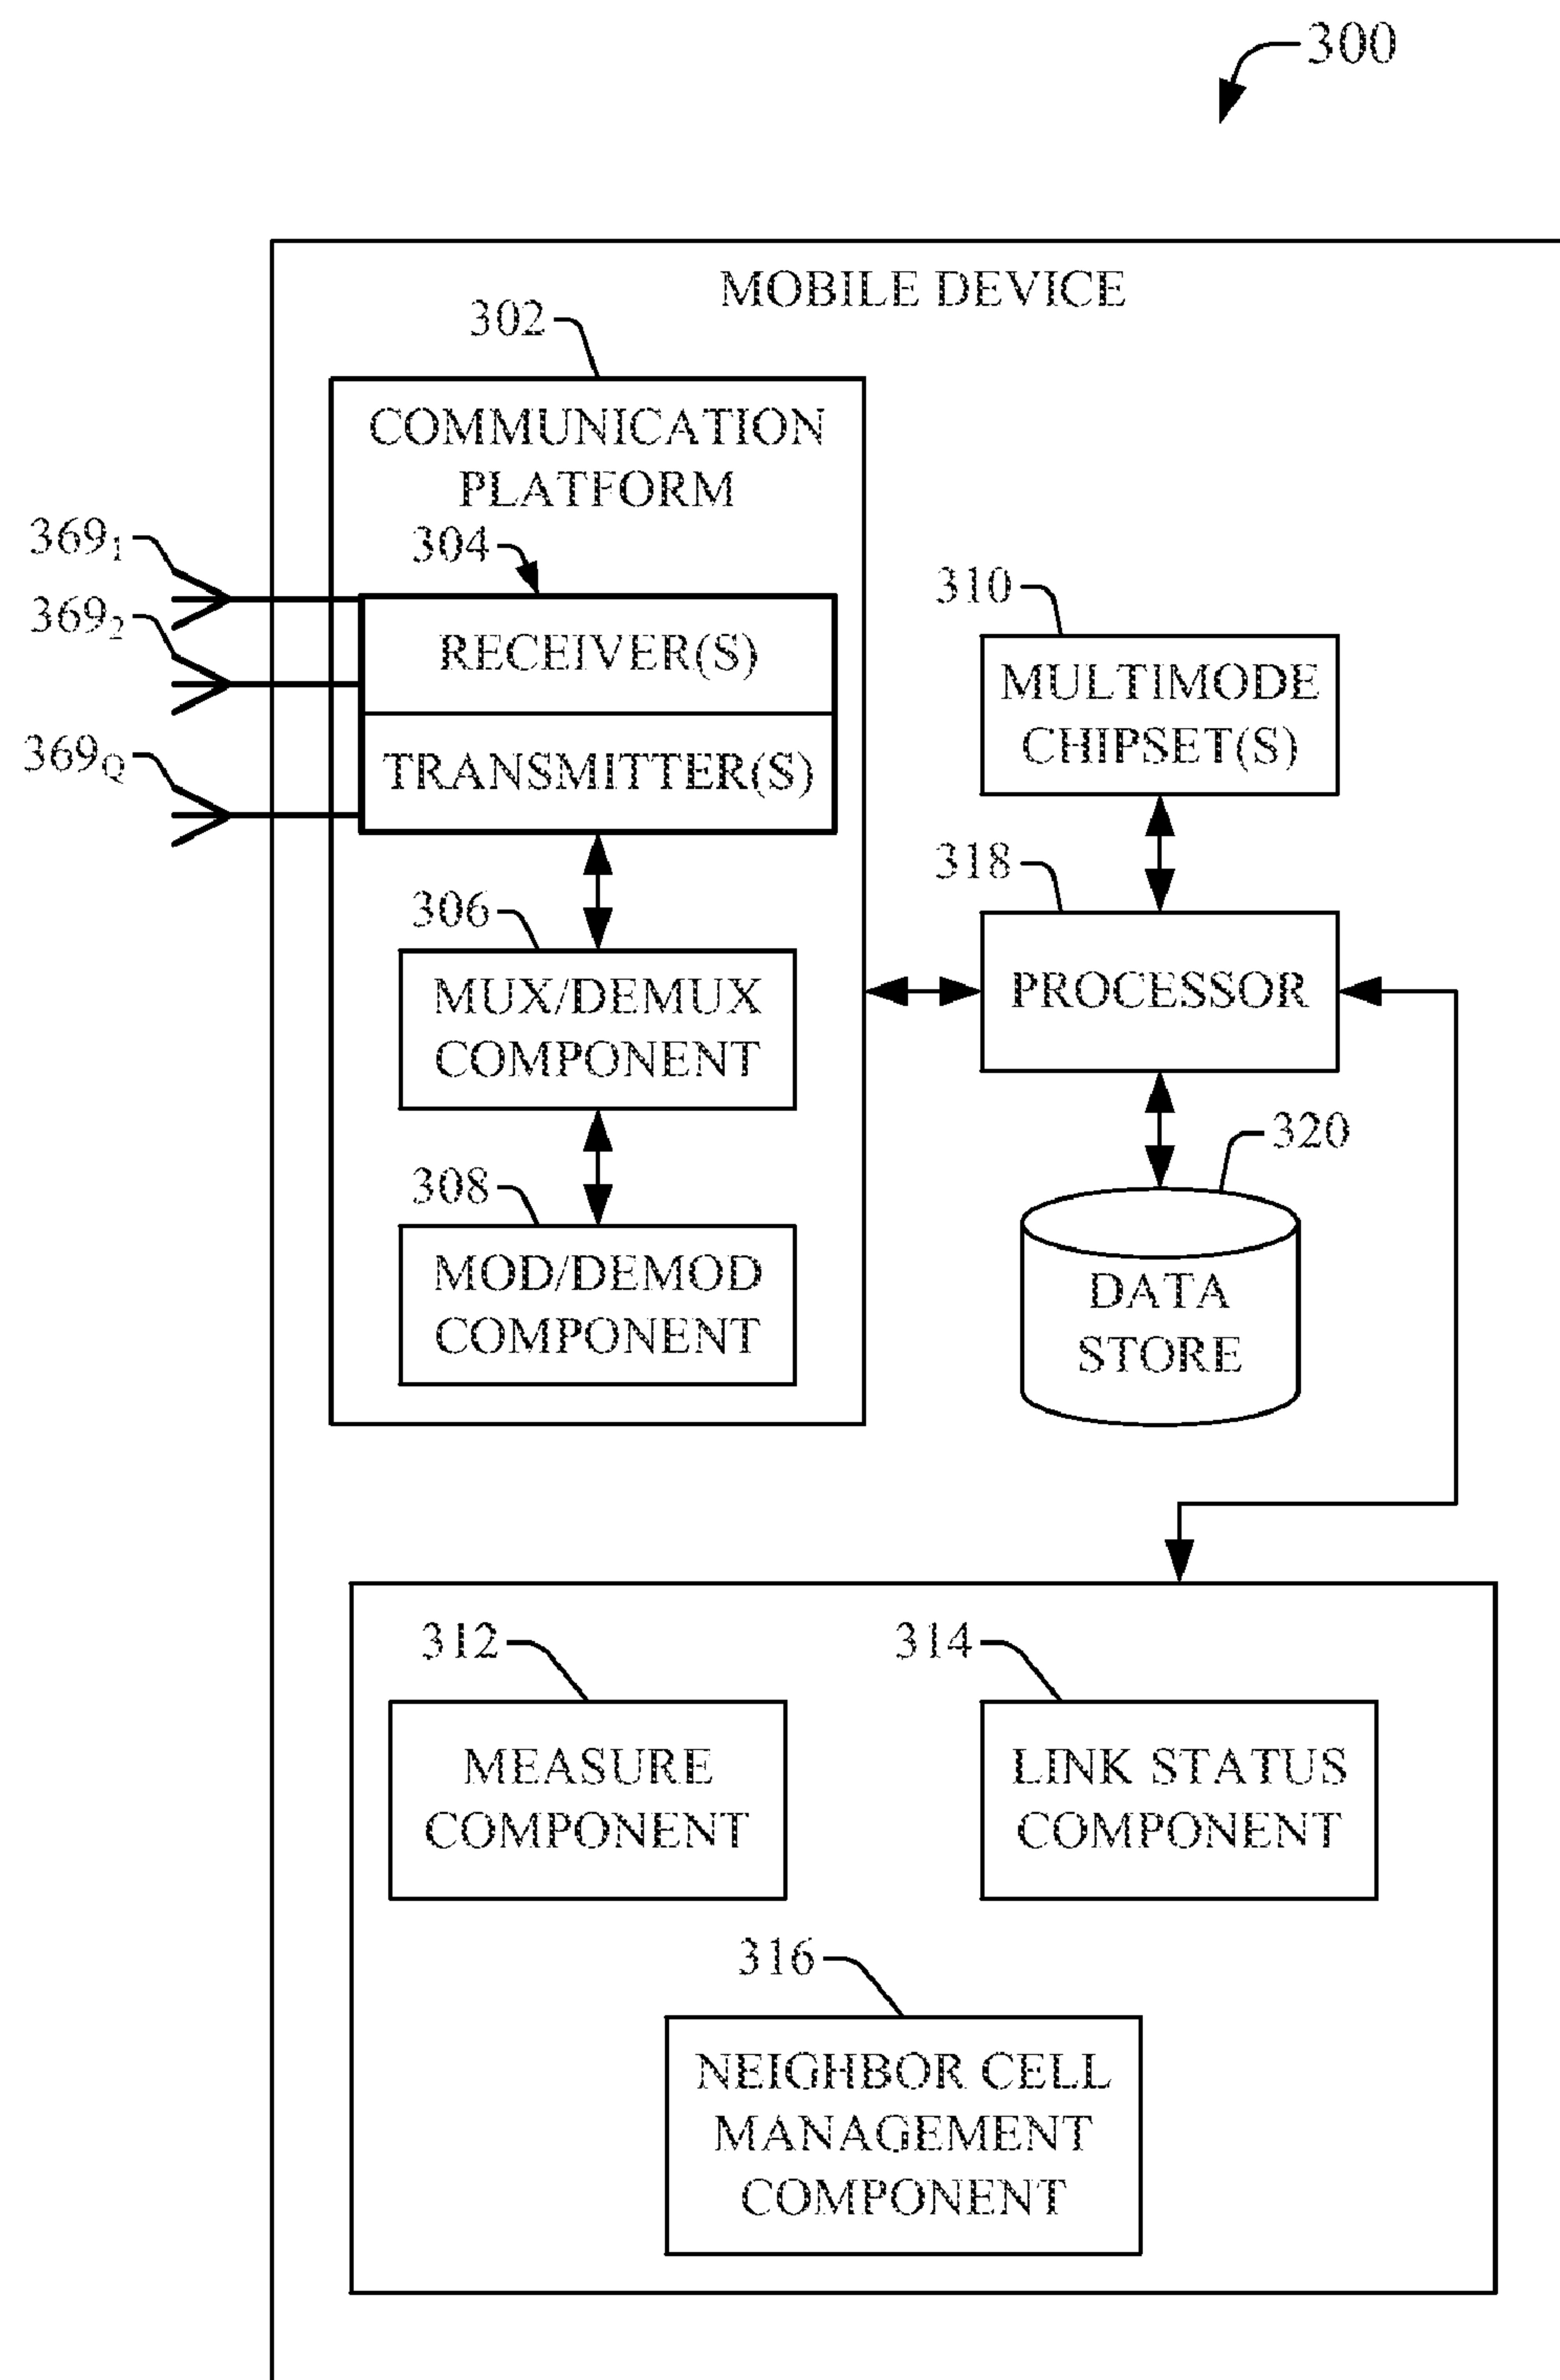 300
MOBILE DEVICE
302
COMMUNICATION
PLATFORM
304
369₁
369₂
369Q
RECEIVER(S)
TRANSMITTER(S)
310
MULTIMODE
CHIPSET(S)
318
PROCESSOR
306
MUX/DEMUX
COMPONENT
308
MOD/DEMOD
COMPONENT
320
DATA
STORE
312
MEASURE
COMPONENT
314
LINK STATUS
COMPONENT
316
NEIGHBOR CELL
MANAGEMENT
COMPONENT